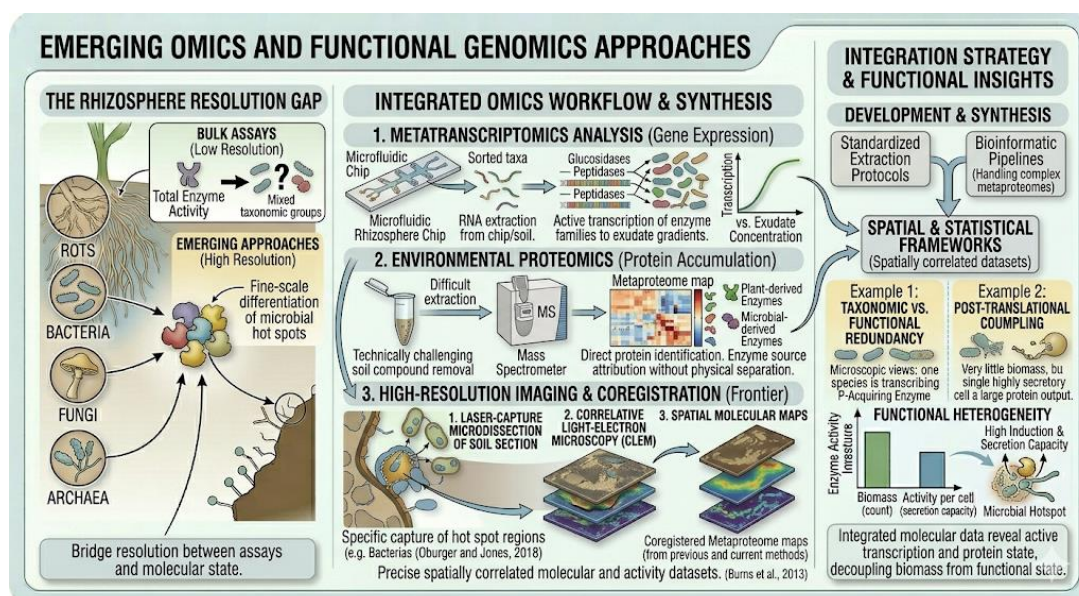 EMERGING OMICS AND FUNCTIONAL GENOMICS APPROACHES
THE RHIZOSPHERE RESOLUTION GAP
BULK ASSAYS
(Low Resolution)
Total Enzyme
Activity
?
Mixed
taxonomic groups
ROTS
BACTERIA
FUNGI
ARCHAEA
EMERGING APPROACHES
(High Resolution)
Fine-scale
differentiation
of microbial
hot spots
Bridge resolution between assays
and molecular state.
INTEGRATED OMICS WORKFLOW & SYNTHESIS
1. METATRANSCRIPTOMICS ANALYSIS (Gene Expression)
Microfluidic
Chip
Microfluidic
Rhizosphere Chip
Sorted taxa
RNA extraction
from chip/soil.
Glucosidases
Peptidases
Peptidases
Active transcription of enzyme
families to exudate gradients.
Transcription
vs. Exudate
Concentration
2. ENVIRONMENTAL PROTEOMICS (Protein Accumulation)
Difficult
extraction
Technically challenging
soil compound removal
MS
Mass
Spectrometer
Metaproteome map
Plant-derived
Enzymes
Microbial-
derived
Enzymes
Direct protein identification. Enzyme source
attribution without physical separation.
3. HIGH-RESOLUTION IMAGING & COREGISTRATION (Frontier)
1. LASER-CAPTURE
MICRODISSECTION
OF SOIL SECTION
2. CORRELATIVE
LIGHT-ELECTRON
MICROSCOPY (CLEM)
3. SPATIAL MOLECULAR MAPS
Specific capture of hot spot regions
(e.g. Bacterias (Oburger and Jones, 2018)
Coregistered Metaproteome maps
(from previous and current methods)
Precise spatially correlated molecular and activity datasets. (Burns et al., 2013)
INTEGRATION STRATEGY
& FUNCTIONAL INSIGHTS
DEVELOPMENT & SYNTHESIS
Standardized
Extraction
Protocols
Bioinformatic
Pipelines
(Handling complex
metaproteomes)
SPATIAL & STATISTICAL
FRAMEWORKS
(Spatially correlated datasets)
Example 1:
TAXONOMIC VS.
FUNCTIONAL
REDUNDANCY
Microscopic views: one
species is transcribing
P-Acquiring Enzyme
Example 2:
POST-TRANSLATIONAL
COUMPLING
Very little biomass, bu
single highly secretory
cell a large protein output.
FUNCTIONAL HETEROGENEITY
Enzyme Activity
Biomass
(count)
Activity per cell
(secretion capacity)
High Induction &
Secretion Capacity
Microbial Hotspot
Integrated molecular data reveal active
transcription and protein state,
decoupling biomass from functional state.